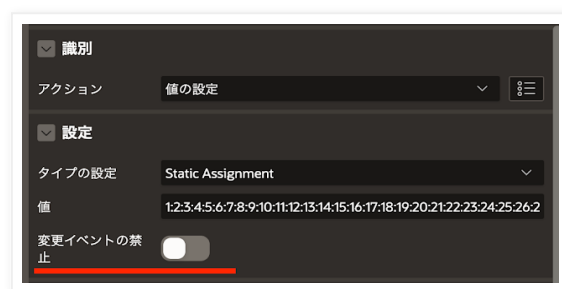 識別
アクション 値の設定
設定
タイプの設定 Static Assignment
値 1:2:3:4:5:6:7:8:9:10:11:12:13:14:15:16:17:18:19:20:21:22:23:24:25:26:2
変更イベントの禁
止